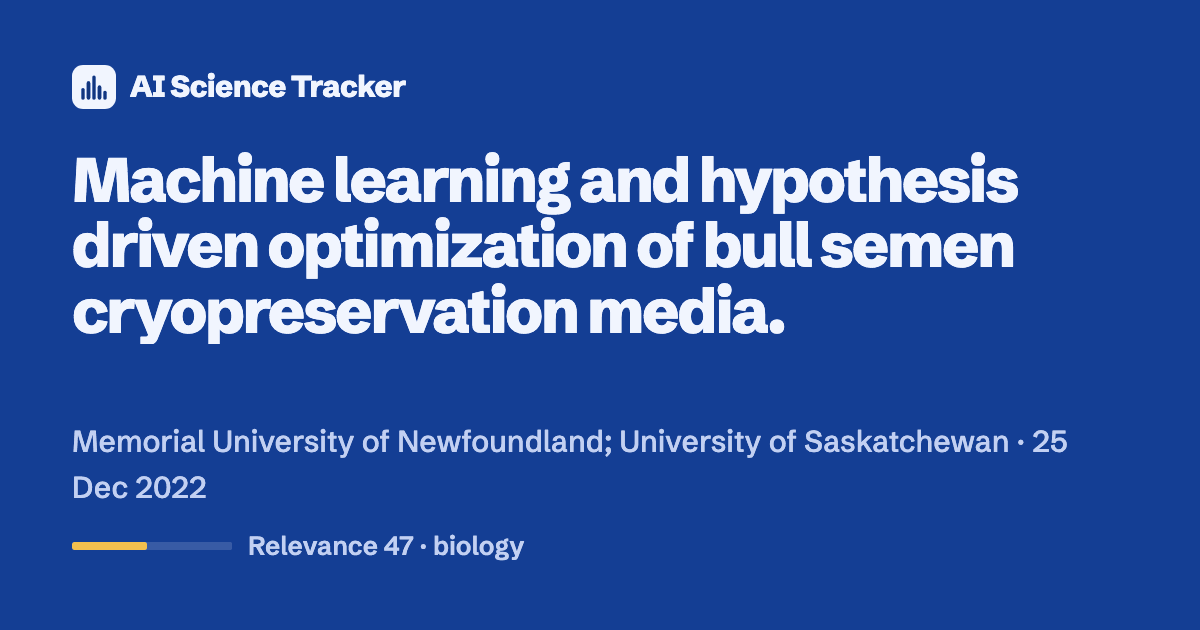 AI Science Tracker
Machine learning and hypothesis
driven optimization of bull semen
cryopreservation media.
Memorial University of Newfoundland; University of Saskatchewan · 25
Dec 2022
Relevance 47 · biology